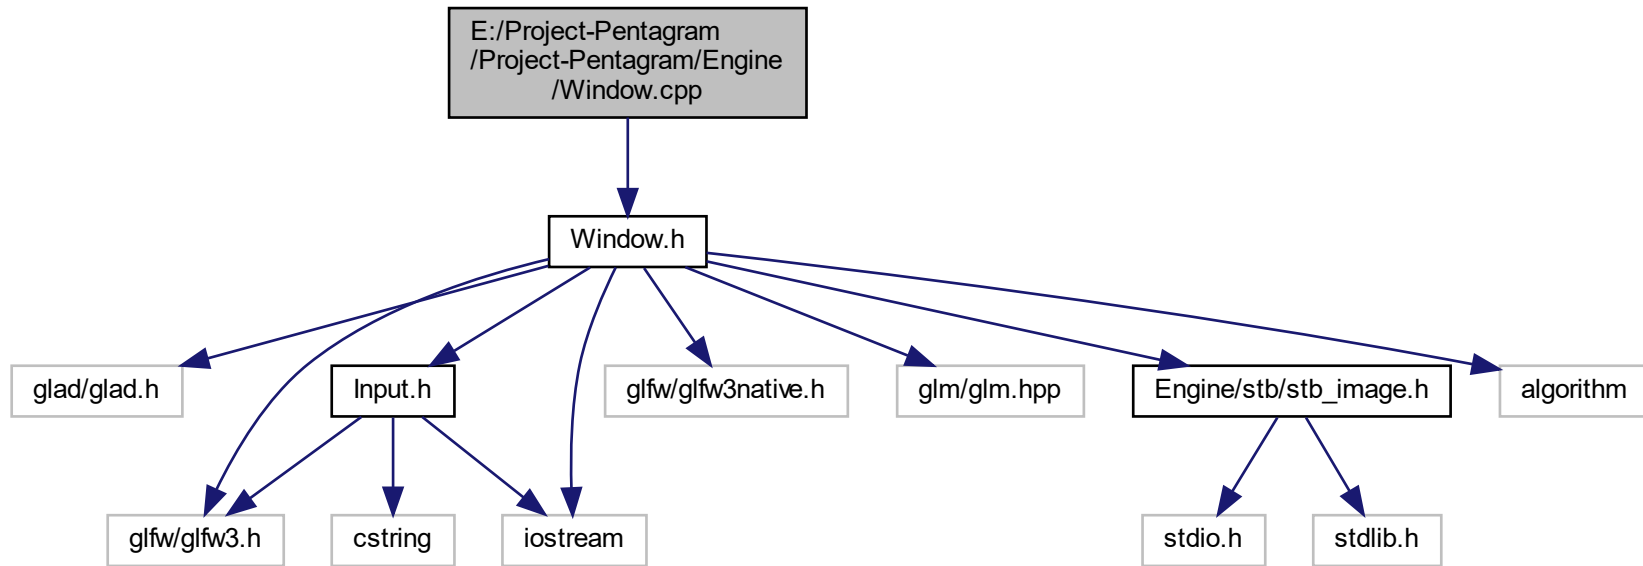 E:/Project-Pentagram
/Project-Pentagram/Engine
/Window.cpp
Window.h
glad/glad.h
Input.h
glfw/glfw3native.h
glm/glm.hpp
Engine/stb/stb_image.h
algorithm
glfw/glfw3.h
cstring
iostream
stdio.h
stdlib.h